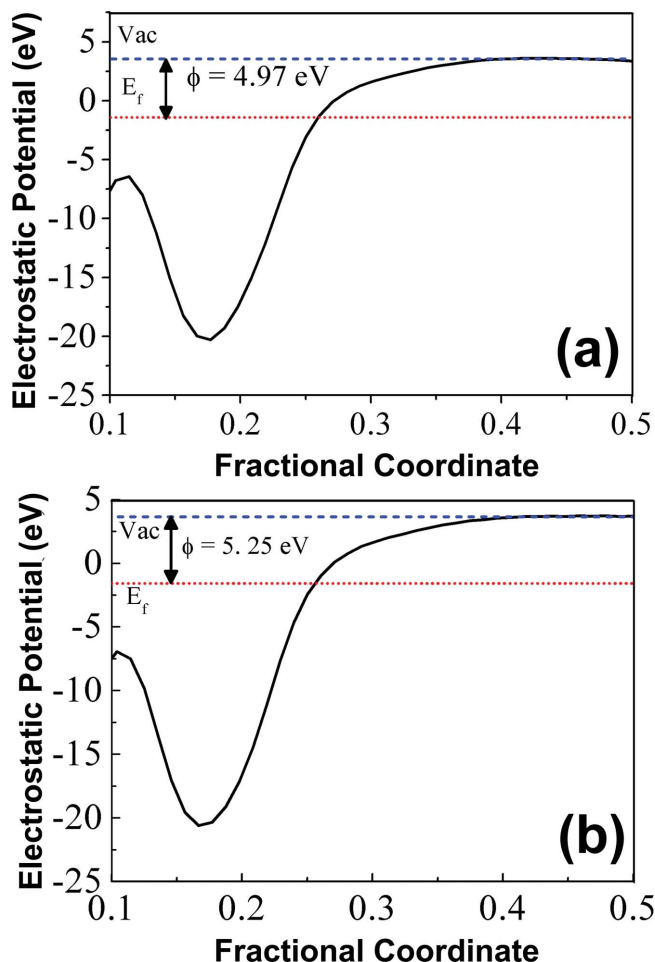 5
Vac
ϕ = 4.97 eV
E_f
0
-5
-10
-15
-20
-25
Electrostatic Potential (eV)
(a)
0.1 0.2 0.3 0.4 0.5
Fractional Coordinate
5
Vac
ϕ = 5. 25 eV
0
E_f
-5
-10
-15
-20
-25
Electrostatic Potential (eV)
(b)
0.1 0.2 0.3 0.4 0.5
Fractional Coordinate